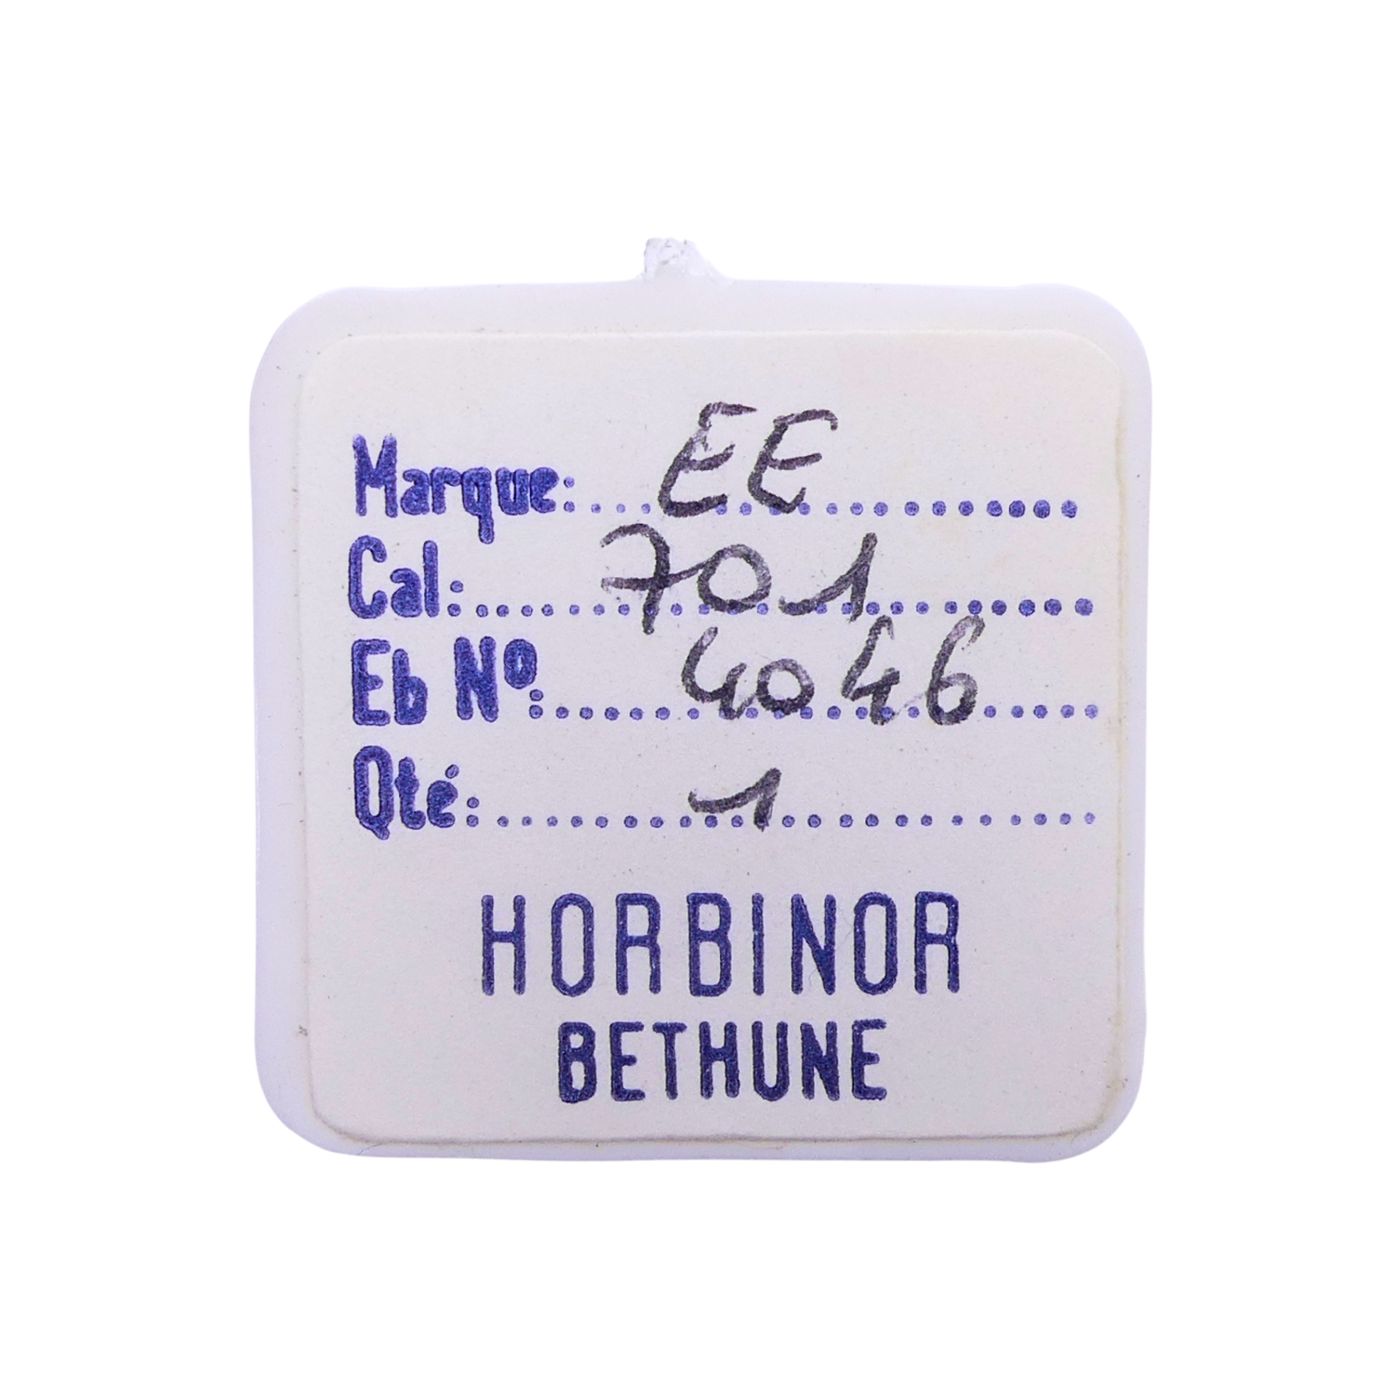 Marque: EE
Cal: 701
Eb Nº: 4046
Qté: 1
HORBINOR
BETHUNE